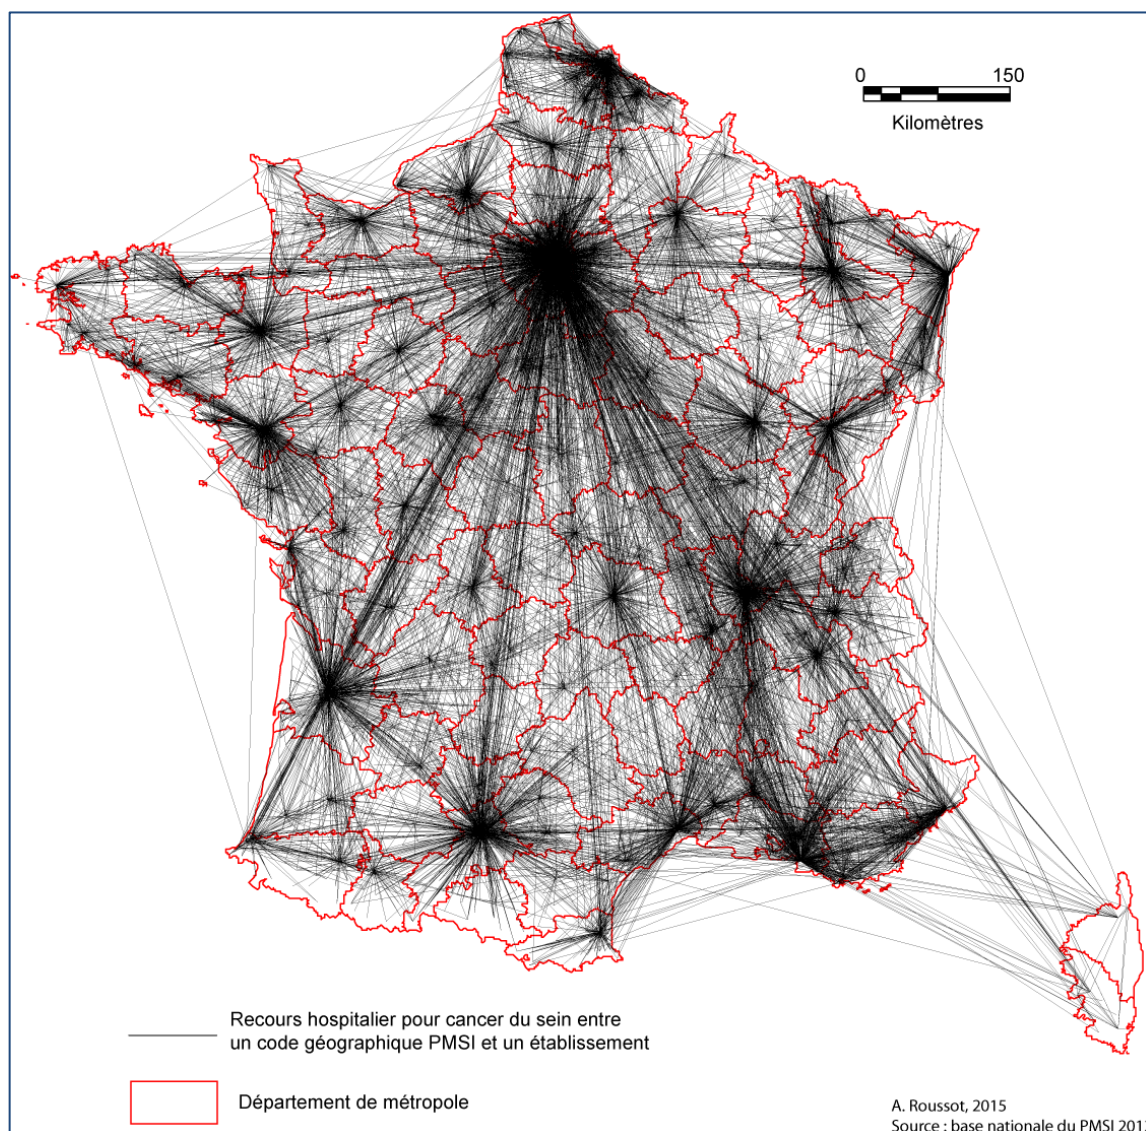 0 150
Kilomètres
Recours hospitalier pour cancer du sein entre
un code géographique PMSI et un établissement
Département de métropole
A. Roussot, 2015
Source : base nationale du PMSI